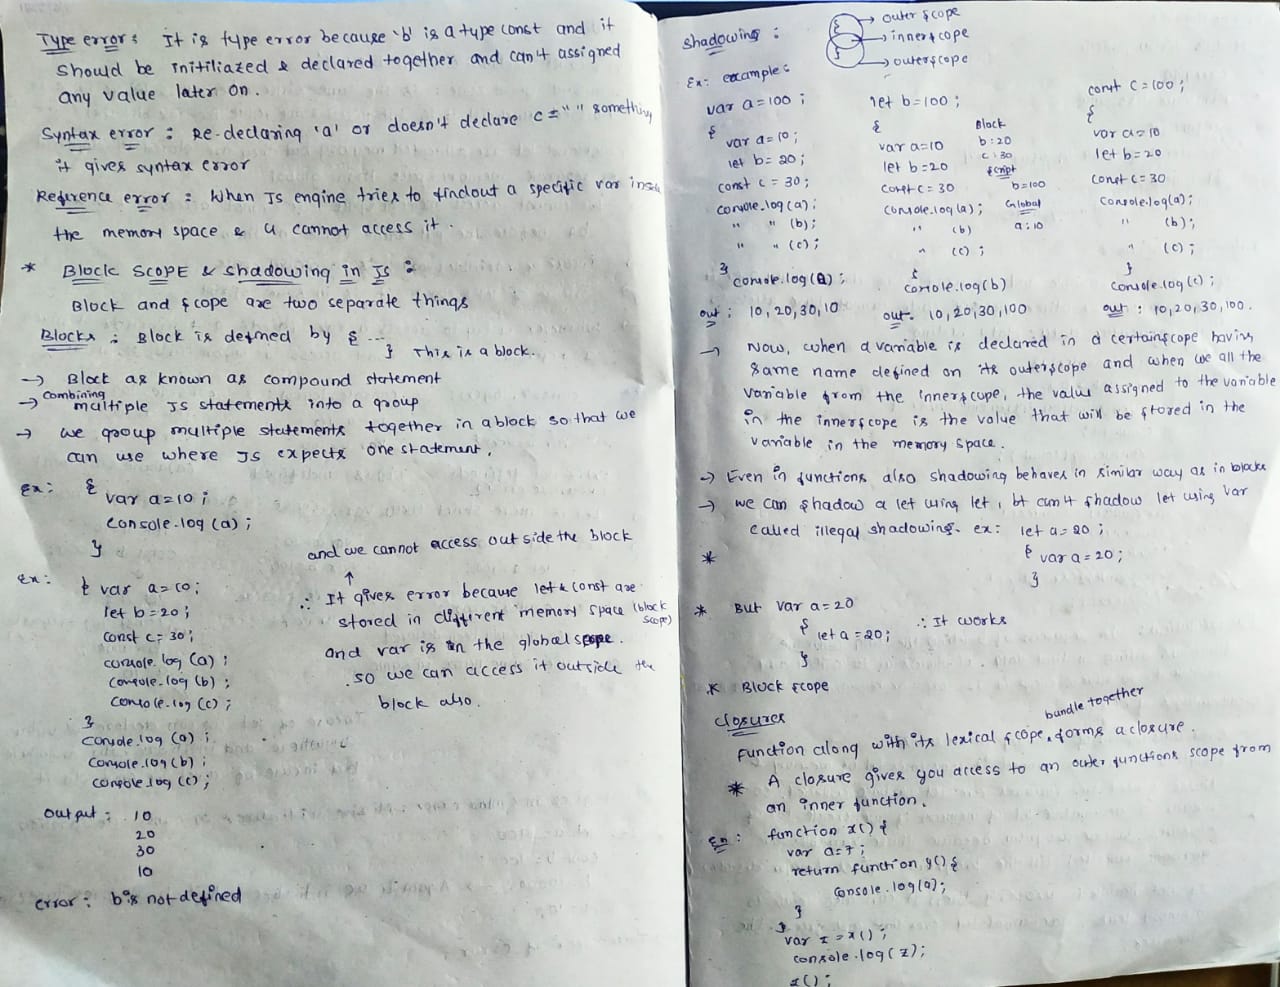 Type error : It is type error because 'b' is a type const and it
should be initiliazed & declared together and can't assigned
any value later on.
Syntax error : Re-declaring 'a' or doesn't declare c = " " something
it gives syntax error
Reference error : When Js engine tries to findout a specific var inside
the memory space & u cannot access it.
* Block SCOPE & shadowing in Js :
Block and scope are two separate things
Blocks : Block is defined by { ---
} This is a block.
→ Block as known as compound statement
→ combining multiple JS statements into a group
→ we group multiple statements together in a block so that we
can use where JS expects one statement.
Ex: { var a=10;
console.log(a);
}
Ex: { var a=10;
let b=20;
const c=30;
console.log(a);
console.log(b);
console.log(c);
}
console.log(a);
console.log(b);
console.log(c);
and we cannot access outside the block
↑
∴ It gives error because let & const are
stored in different memory space (block scope)
and var is in the global scope.
so we can access it outside the
block also.
output : 10
20
30
10
error : b is not defined
shadowing :
→ outer scope
→ inner scope
→ outerscope
Ex: example :
var a=100;
{
var a=10;
let b=20;
const c=30;
console.log(a);
" " (b);
" " (c);
}
console.log(a);
out : 10, 20, 30, 10
let b=100;
{
var a=10
let b=20
const c=30
console.log(a);
" (b)
" (c);
}
console.log(b)
out: 10, 20, 30, 100
Block
b:20
c:30
script
b=100
Global
a:10
const c=100;
{
var a=10
let b=20
const c=30
console.log(a);
" (b);
" (c);
}
console.log(c);
out : 10, 20, 30, 100.
→ Now, when a variable is declared in a certain scope having
same name defined on its outerscope and when we all the
variable from the innerscope, the value assigned to the variable
in the innerscope is the value that will be stored in the
variable in the memory space.
→ Even in functions also shadowing behaves in similar way as in blocks
→ we can shadow a let using let, bt can't shadow let using var
called illegal shadowing. ex: let a=20;
* { var a=20;
}
* But var a=20
{
let a=20; ∴ It works
}
* Block scope
closures
bundle together
Function along with its lexical scope, forms a closure.
* A closure gives you access to an outer functions scope from
an inner function.
En : function x() {
var a=7;
return function y() {
console.log(a);
}
}
var z = x();
console.log(z);
z();